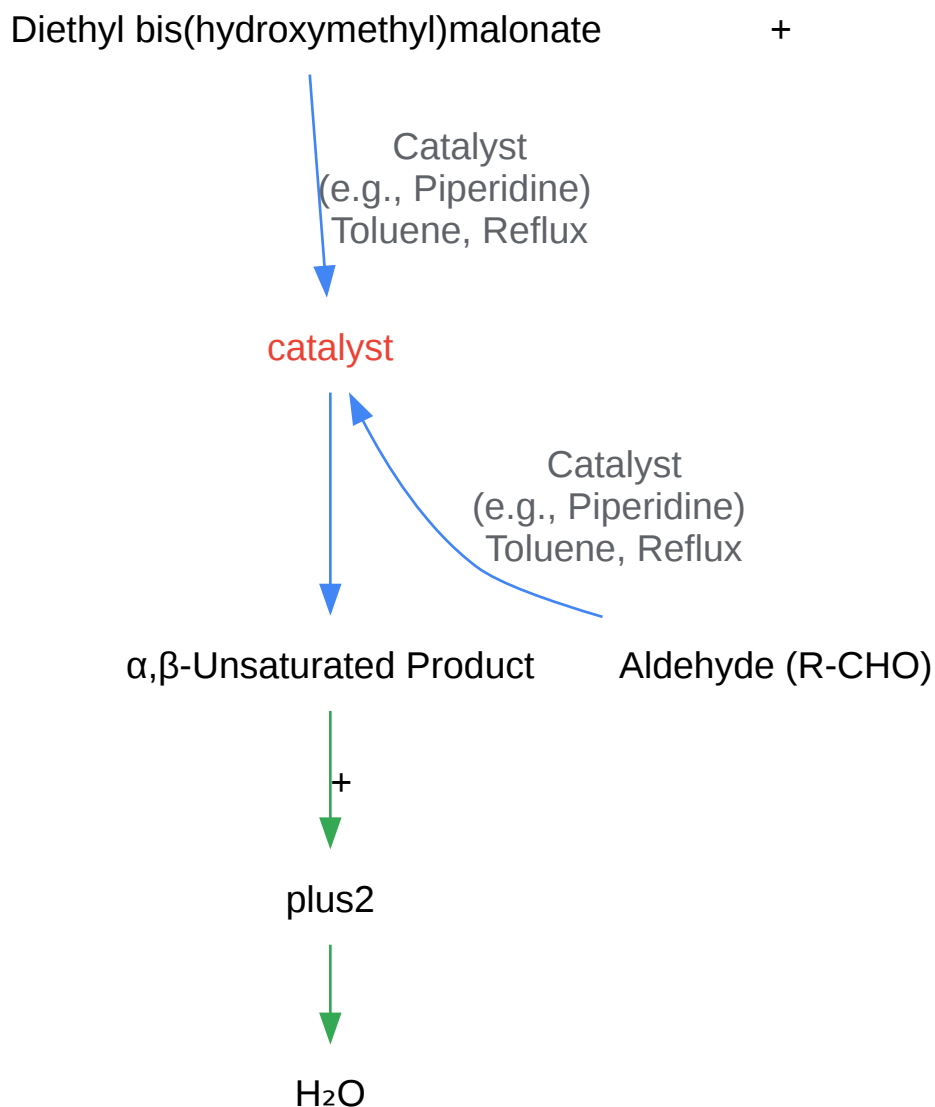 Diethyl bis(hydroxymethyl)malonate +
Catalyst
(e.g., Piperidine)
Toluene, Reflux
catalyst
Catalyst
(e.g., Piperidine)
Toluene, Reflux
α,β-Unsaturated Product Aldehyde (R-CHO)
+
plus2
H₂O